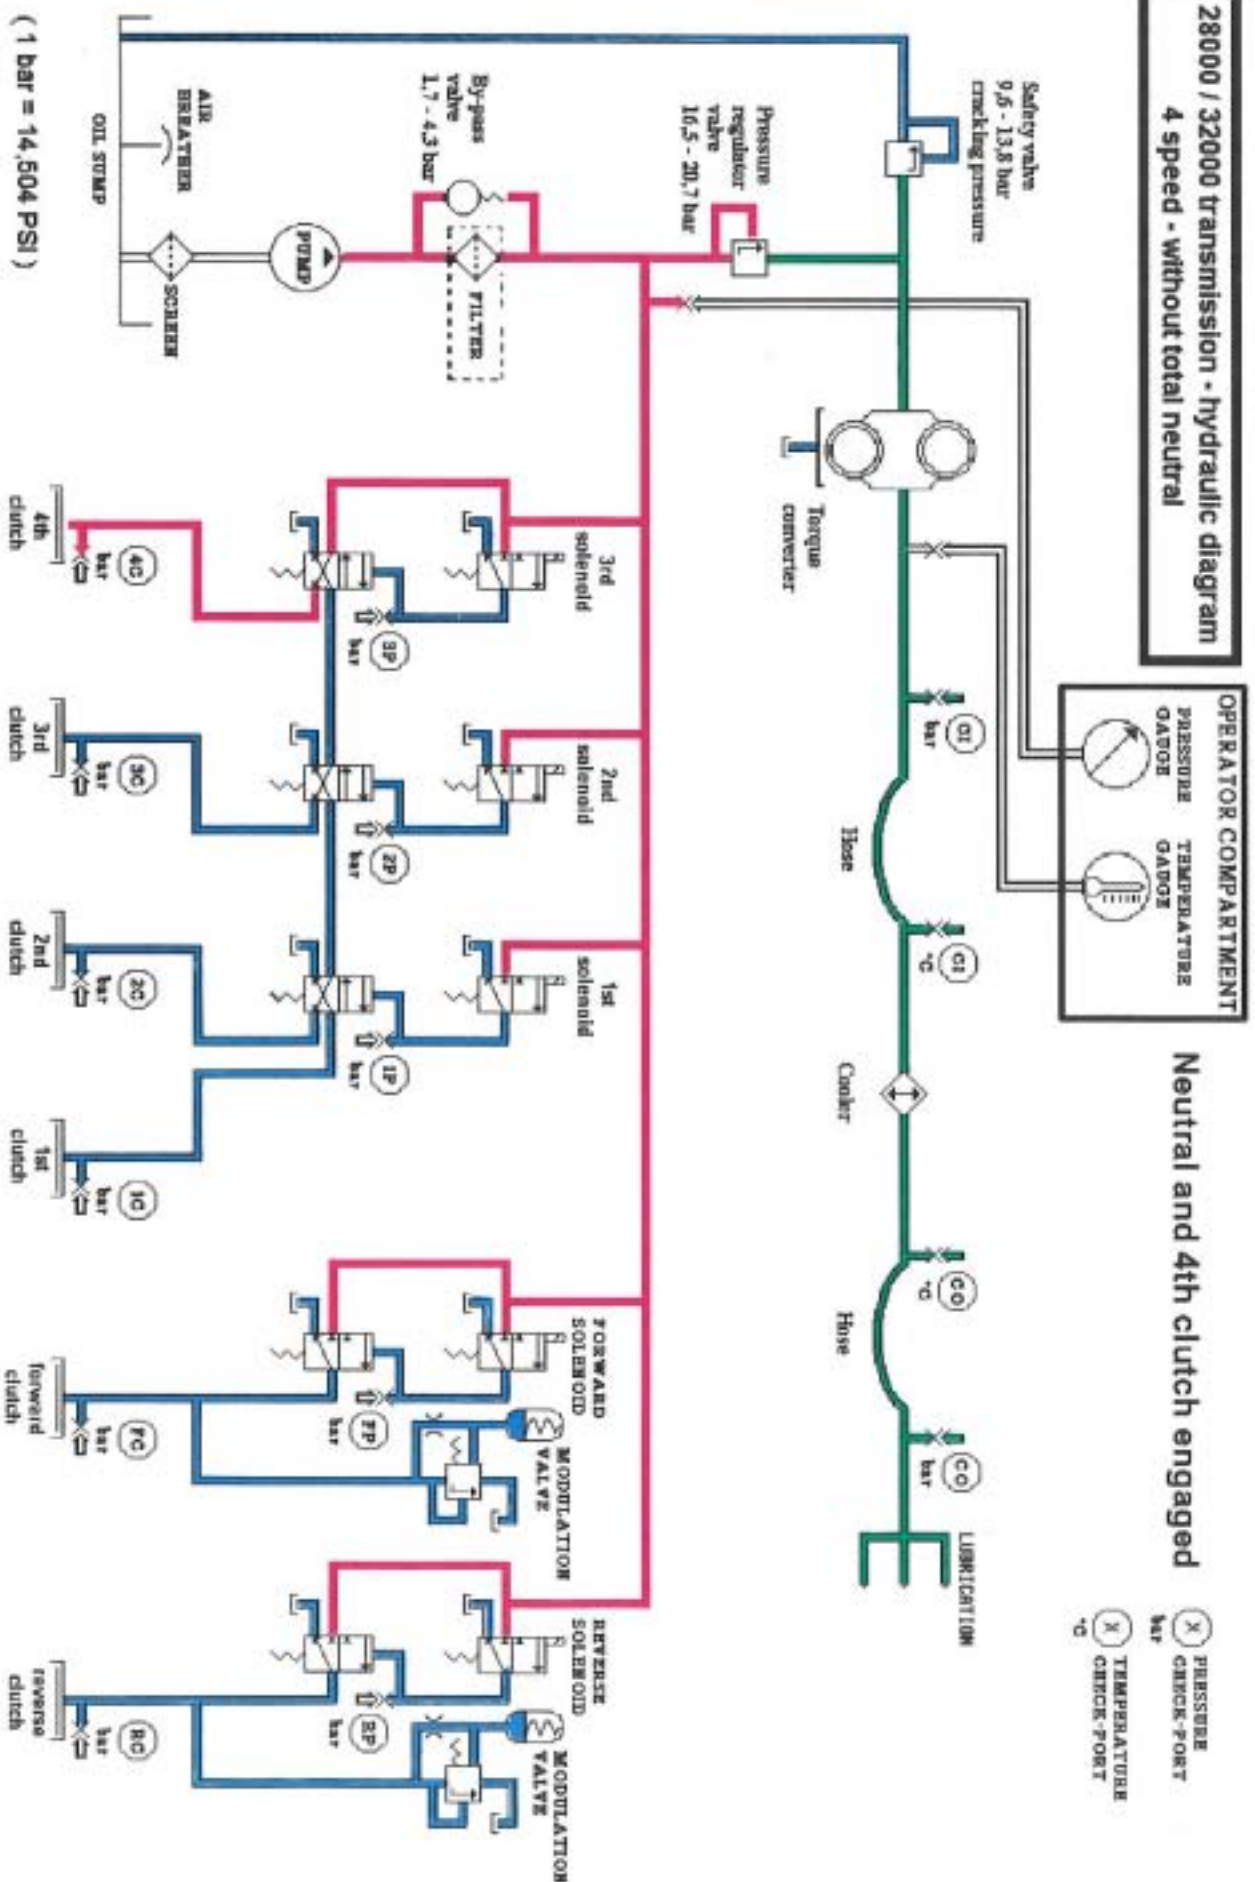 28000 / 32000 transmission - hydraulic diagram
4 speed - without total neutral
OPERATOR COMPARTMENT
PRESSURE
GAUGE
TEMPERATURE
GAUGE
Neutral and 4th clutch engaged
X
bar
PRESSURE
CHECK-PORT
X
°C
TEMPERATURE
CHECK-PORT
Safety valve
9,6 - 13,8 bar
cracking pressure
Pressure
regulator
valve
16,5 - 20,7 bar
By-pass
valve
1,7 - 4,3 bar
AIR
BREATHER
OIL SUMP
SCREEN
PUMP
FILTER
Torque
converter
CI
bar
Hose
CI
°C
Cooler
CO
°C
Hose
CO
bar
LUBRICATION
3rd
solenoid
2nd
solenoid
1st
solenoid
FORWARD
SOLENOID
MODULATION
VALVE
REVERSE
SOLENOID
MODULATION
VALVE
3P
bar
2P
bar
1P
bar
FP
bar
RP
bar
4C
bar
3C
bar
2C
bar
1C
bar
FC
bar
RC
bar
4th
clutch
3rd
clutch
2nd
clutch
1st
clutch
forward
clutch
reverse
clutch
( 1 bar = 14,504 PSI )